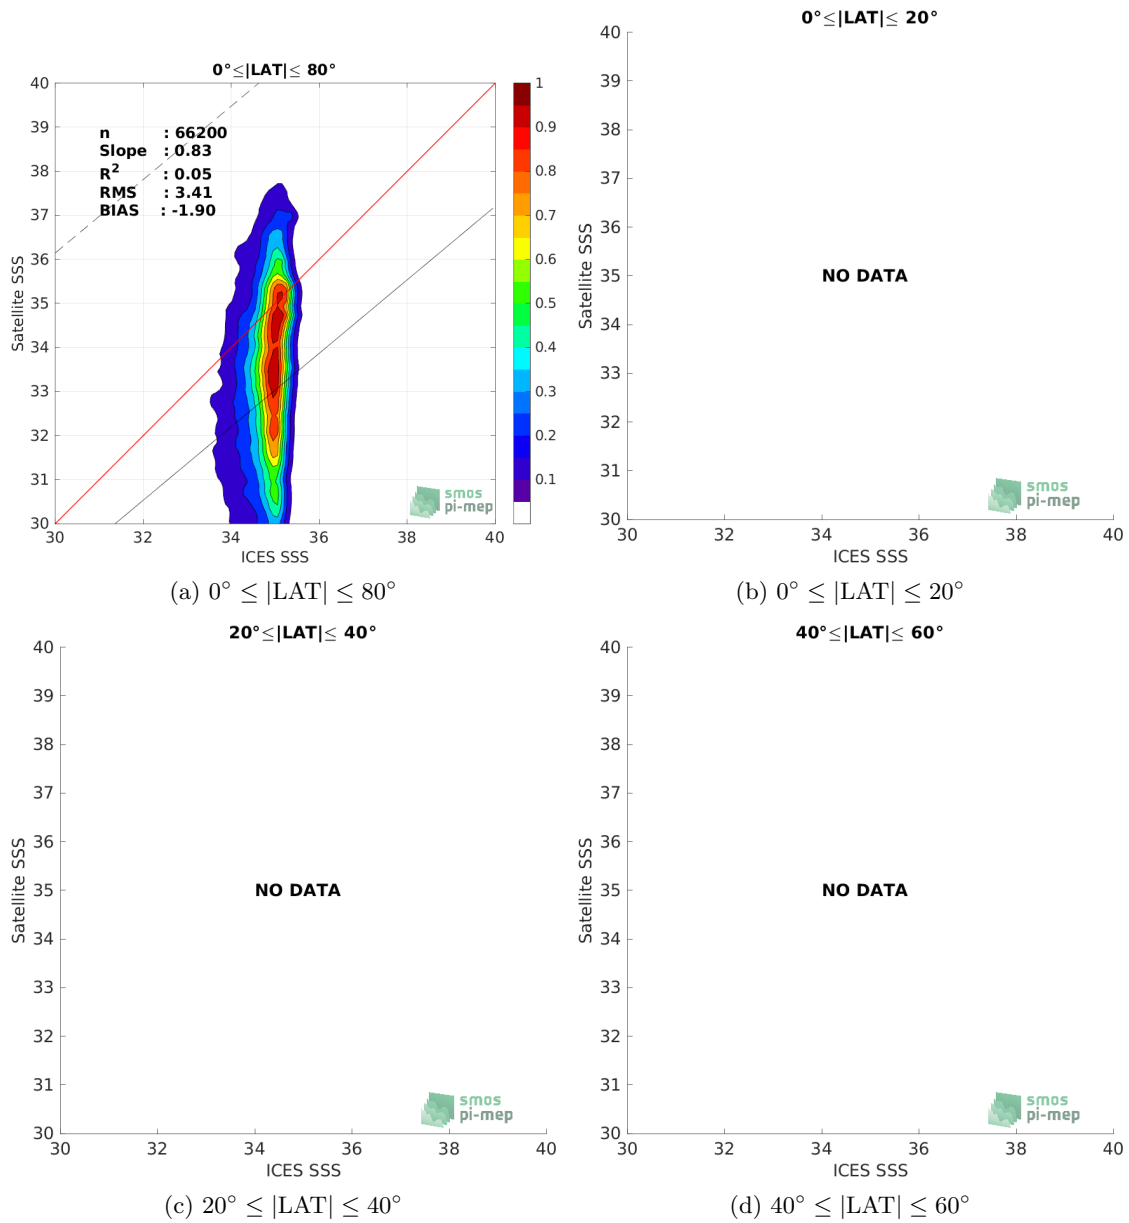 0°≤|LAT|≤ 80°
40
39
38
37
36
35
34
33
32
31
30
Satellite SSS
n : 66200
Slope : 0.83
R2 : 0.05
RMS : 3.41
BIAS : -1.90
1
0.9
0.8
0.7
0.6
0.5
0.4
0.3
0.2
0.1
smos
pi-mep
30 32 34 36 38 40
ICES SSS
(a) 0° ≤ |LAT| ≤ 80°
0°≤|LAT|≤ 20°
40
39
38
37
36
35
34
33
32
31
30
Satellite SSS
NO DATA
smos
pi-mep
30 32 34 36 38 40
ICES SSS
(b) 0° ≤ |LAT| ≤ 20°
20°≤|LAT|≤ 40°
40
39
38
37
36
35
34
33
32
31
30
Satellite SSS
NO DATA
smos
pi-mep
30 32 34 36 38 40
ICES SSS
(c) 20° ≤ |LAT| ≤ 40°
40°≤|LAT|≤ 60°
40
39
38
37
36
35
34
33
32
31
30
Satellite SSS
NO DATA
smos
pi-mep
30 32 34 36 38 40
ICES SSS
(d) 40° ≤ |LAT| ≤ 60°